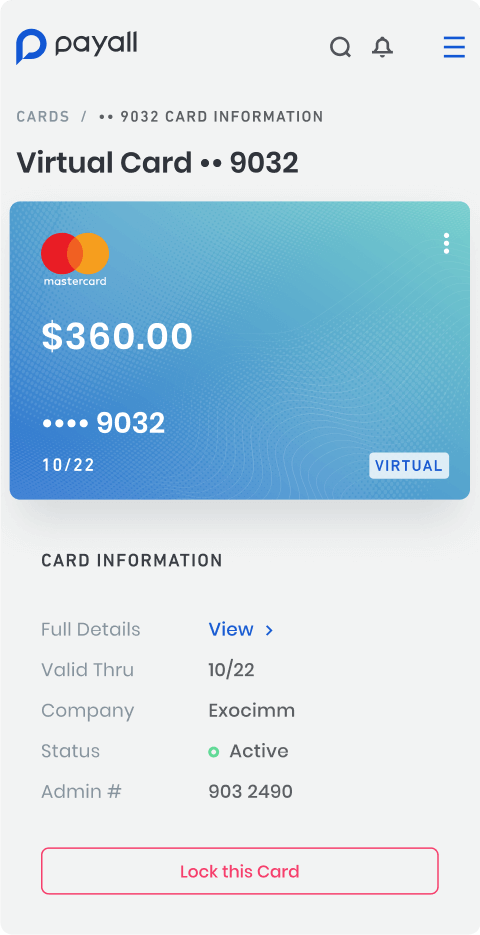 payall
CARDS / •• 9032 CARD INFORMATION
Virtual Card •• 9032
mastercard
$360.00
•••• 9032
10/22
VIRTUAL
CARD INFORMATION
Full Details View >
Valid Thru 10/22
Company Exocimm
Status Active
Admin # 903 2490
Lock this Card